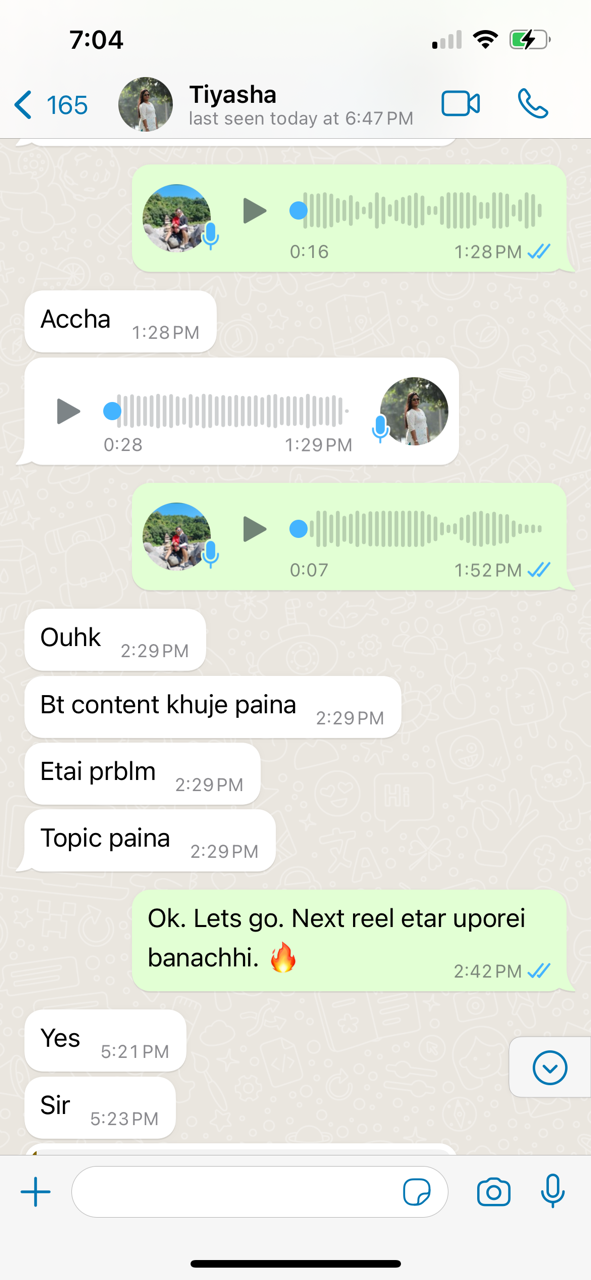 7:04
165
Tiyasha
last seen today at 6:47 PM
0:16
1:28 PM
Accha
1:28 PM
0:28
1:29 PM
0:07
1:52 PM
Ouhk
2:29 PM
Bt content khuje paina
2:29 PM
Etai prblm
2:29 PM
Topic paina
2:29 PM
Ok. Lets go. Next reel etar uporei
banachhi. 🔥
2:42 PM
Yes
5:21 PM
Sir
5:23 PM